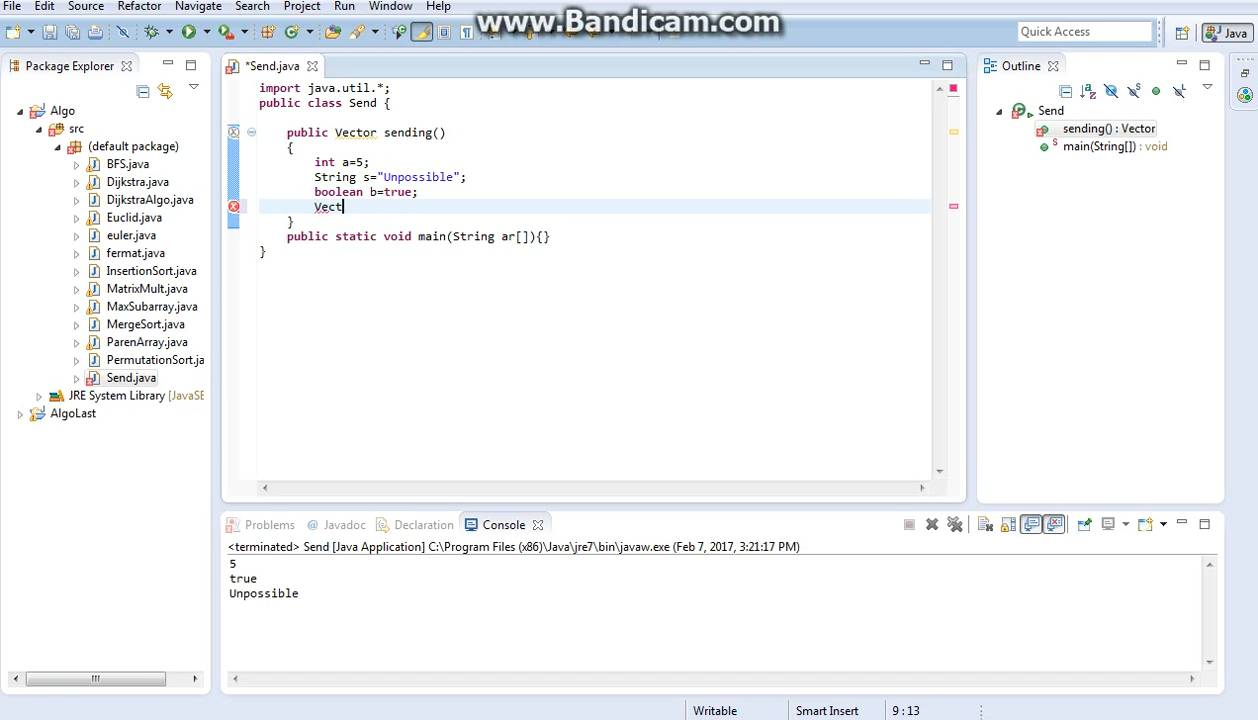 File Edit Source Refactor Navigate Search Project Run Window Help
www.Bandicam.com
Quick Access
Java
Package Explorer
*Send.java
Outline
Algo
src
(default package)
BFS.java
Dijkstra.java
DijkstraAlgo.java
Euclid.java
euler.java
fermat.java
InsertionSort.java
MatrixMult.java
MaxSubarray.java
MergeSort.java
ParenArray.java
PermutationSort.ja
Send.java
JRE System Library [JavaSE
AlgoLast
import java.util.*;
public class Send {
public Vector sending()
{
int a=5;
String s="Unpossible";
boolean b=true;
Vect
}
public static void main(String ar[]){}
}
Send
sending() : Vector
main(String[]) : void
Problems @ Javadoc Declaration Console
<terminated> Send [Java Application] C:\Program Files (x86)\Java\jre7\bin\javaw.exe (Feb 7, 2017, 3:21:17 PM)
5
true
Unpossible
Writable Smart Insert 9 : 13